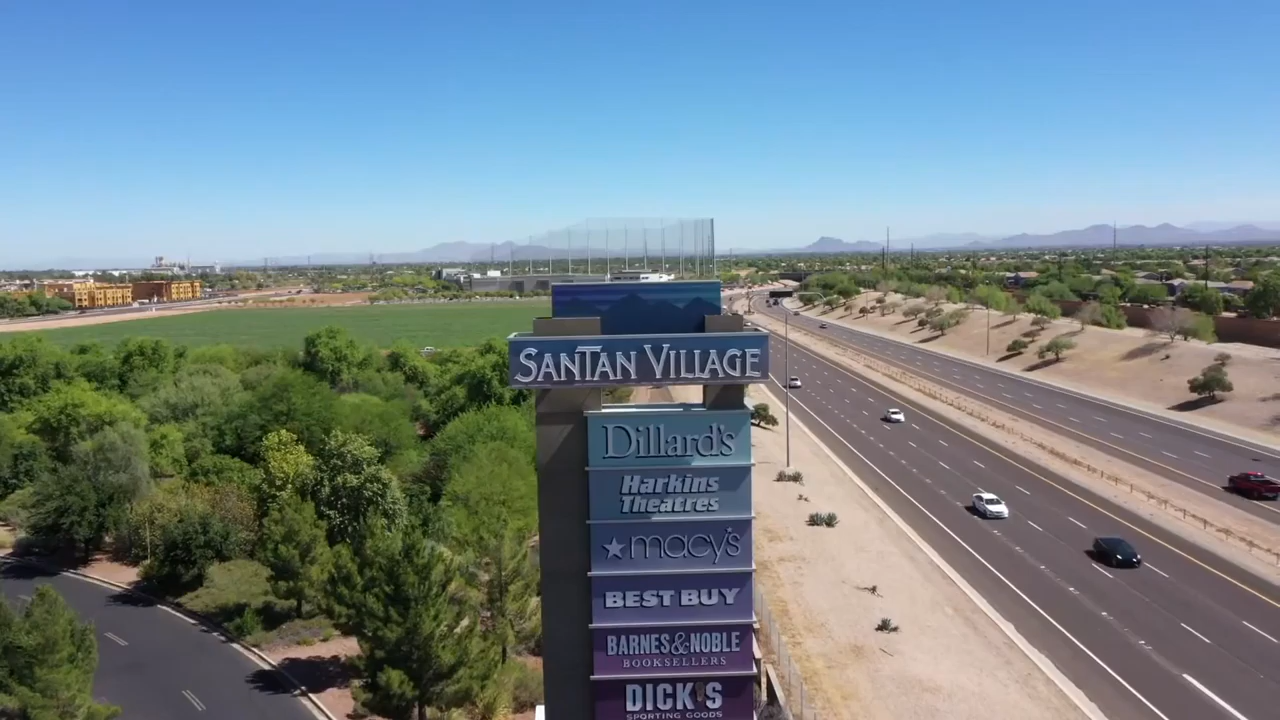 SANTAN VILLAGE
Dillard's
Harkins
Theatres
macy's
BEST BUY
BARNES & NOBLE
BOOKSELLERS
DICK'S
SPORTING GOODS